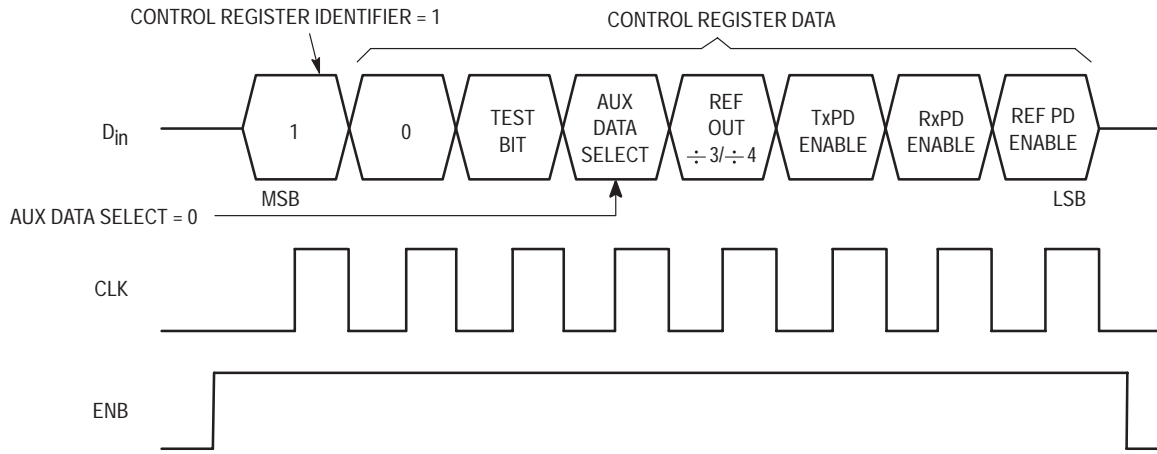 CONTROL REGISTER IDENTIFIER = 1
CONTROL REGISTER DATA
Din
1
0
TEST
BIT
AUX
DATA
SELECT
REF
OUT
÷ 3/÷ 4
TxPD
ENABLE
RxPD
ENABLE
REF PD
ENABLE
MSB
LSB
AUX DATA SELECT = 0
CLK
ENB